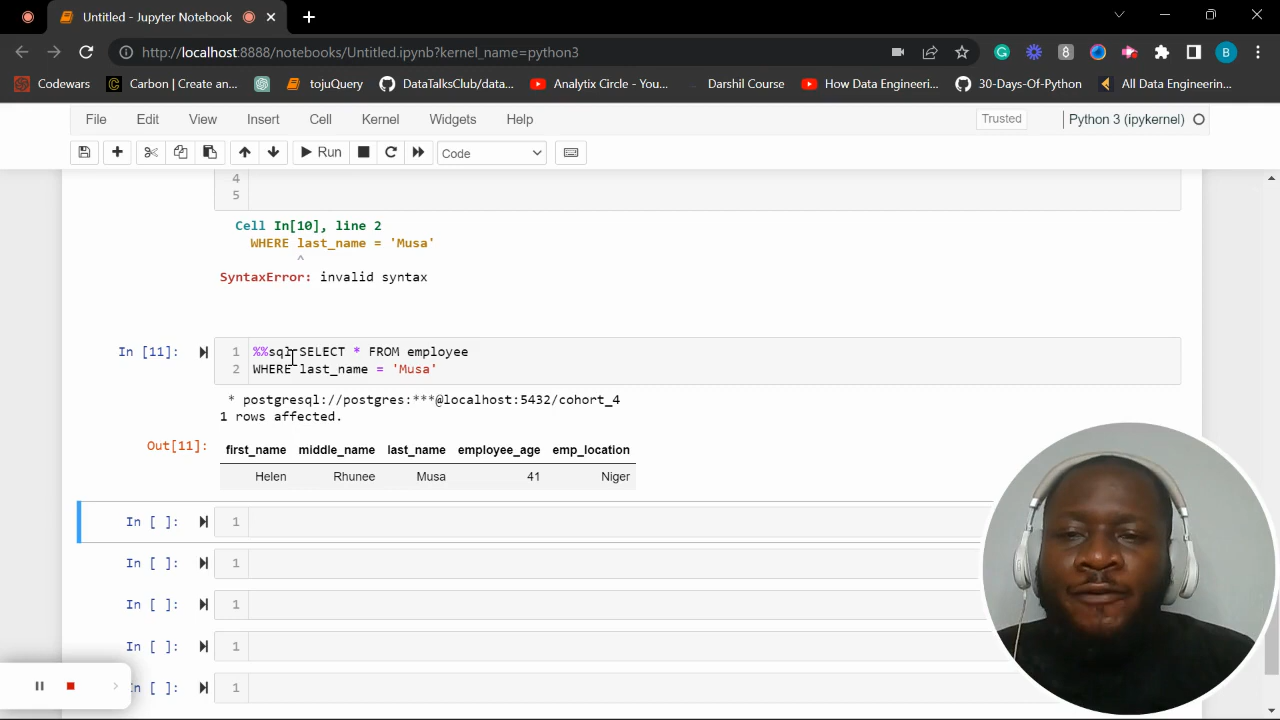 Untitled - Jupyter Notebook
http://localhost:8888/notebooks/Untitled.ipynb?kernel_name=python3
B
Codewars
Carbon | Create an...
tojuQuery
DataTalksClub/data...
Analytix Circle - You...
Dashil Course
How Data Engineeri...
30-Days-Of-Python
All Data Engineerin...
File Edit View Insert Cell Kernel Widgets Help
Trusted
Python 3 (ipykernel)
Run
Code
4
5
Cell In[10], line 2
WHERE last_name = 'Musa'
^
SyntaxError: invalid syntax
In [11]:
1 %%sql SELECT * FROM employee
2 WHERE last_name = 'Musa'
* postgresql://postgres:***@localhost:5432/cohort_4
1 rows affected.
Out[11]:
first_name middle_name last_name employee_age emp_location
Helen Rhunee Musa 41 Niger
In [ ]: 1
In [ ]: 1
In [ ]: 1
In [ ]: 1
In [ ]: 1